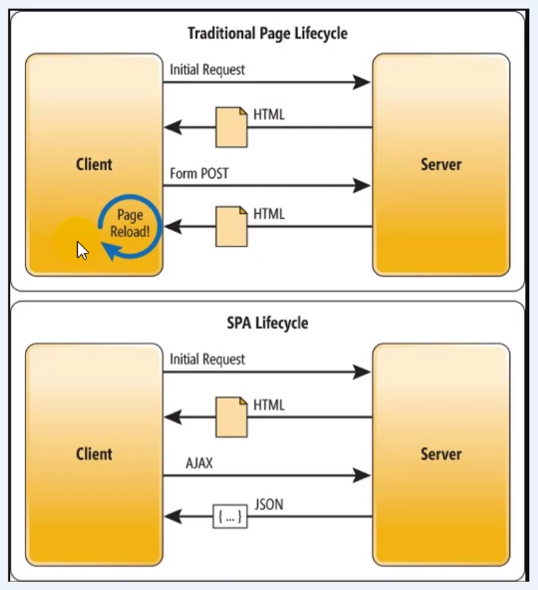 Traditional Page Lifecycle
Initial Request
HTML
Client
Server
Form POST
HTML
Page
Reload!
SPA Lifecycle
Initial Request
HTML
Client
Server
AJAX
JSON
{ ... }